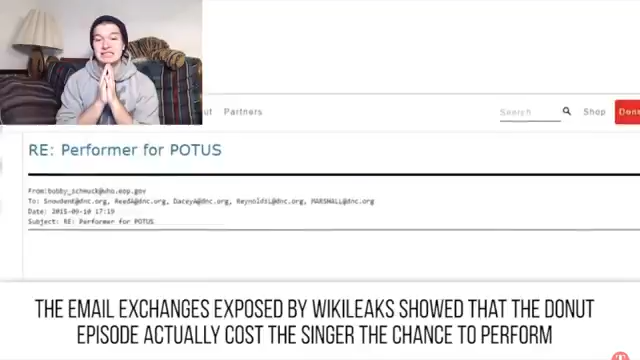 Partners
Search
Shop
RE: Performer for POTUS
From:bobby_schmuck@who.eop.gov
To: Snowdent@dnc.org, ReedA@dnc.org, DaceyA@dnc.org, ReynoldsL@dnc.org, MARSHALL@dnc.org
Date: 2015-09-10 17:19
Subject: RE: Performer for POTUS
THE EMAIL EXCHANGES EXPOSED BY WIKILEAKS SHOWED THAT THE DONUT
EPISODE ACTUALLY COST THE SINGER THE CHANCE TO PERFORM